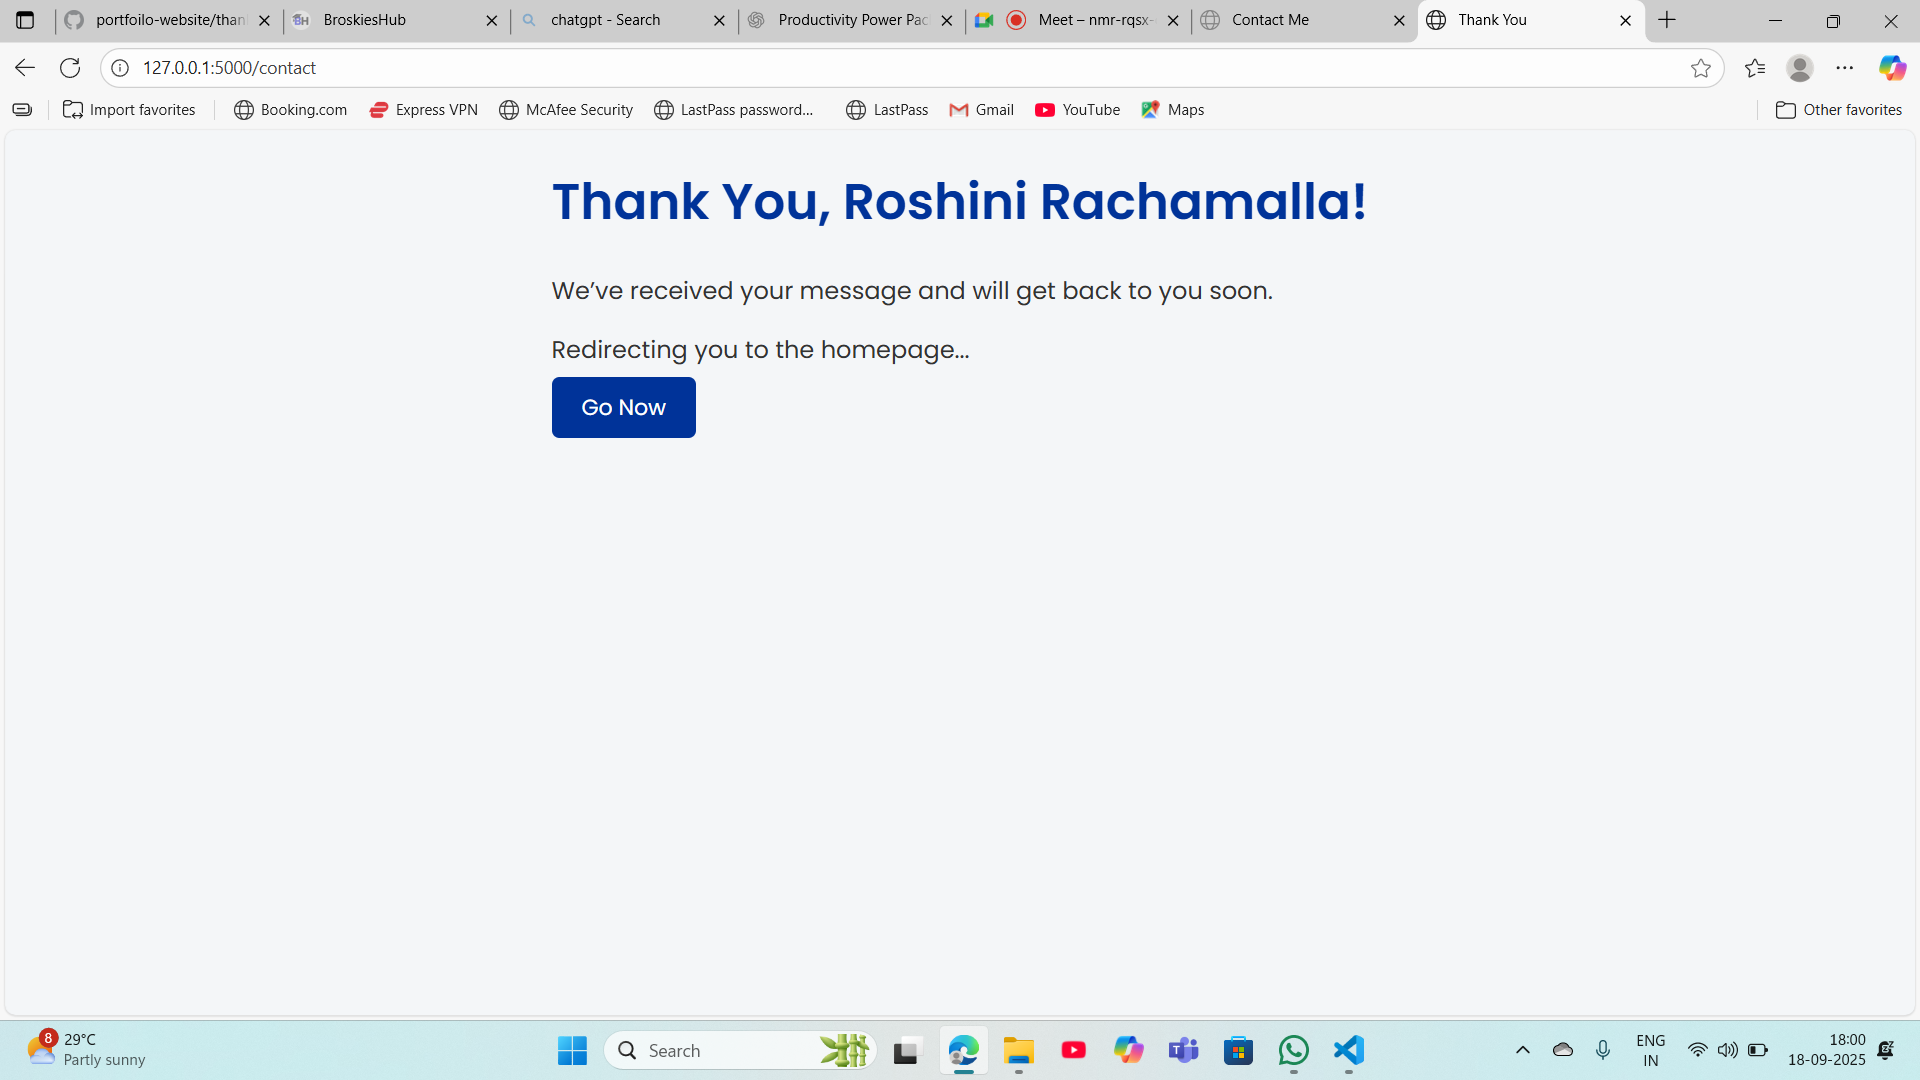 portfoilo-website/than
BroskiesHub
chatgpt - Search
Productivity Power Pac
Meet – nmr-rqsx-
Contact Me
Thank You
127.0.0.1:5000/contact
Import favorites
Booking.com
Express VPN
McAfee Security
LastPass password...
LastPass
Gmail
YouTube
Maps
Other favorites
Thank You, Roshini Rachamalla!
We’ve received your message and will get back to you soon.
Redirecting you to the homepage...
Go Now
8
29°C
Partly sunny
Search
ENG
IN
18:00
18-09-2025